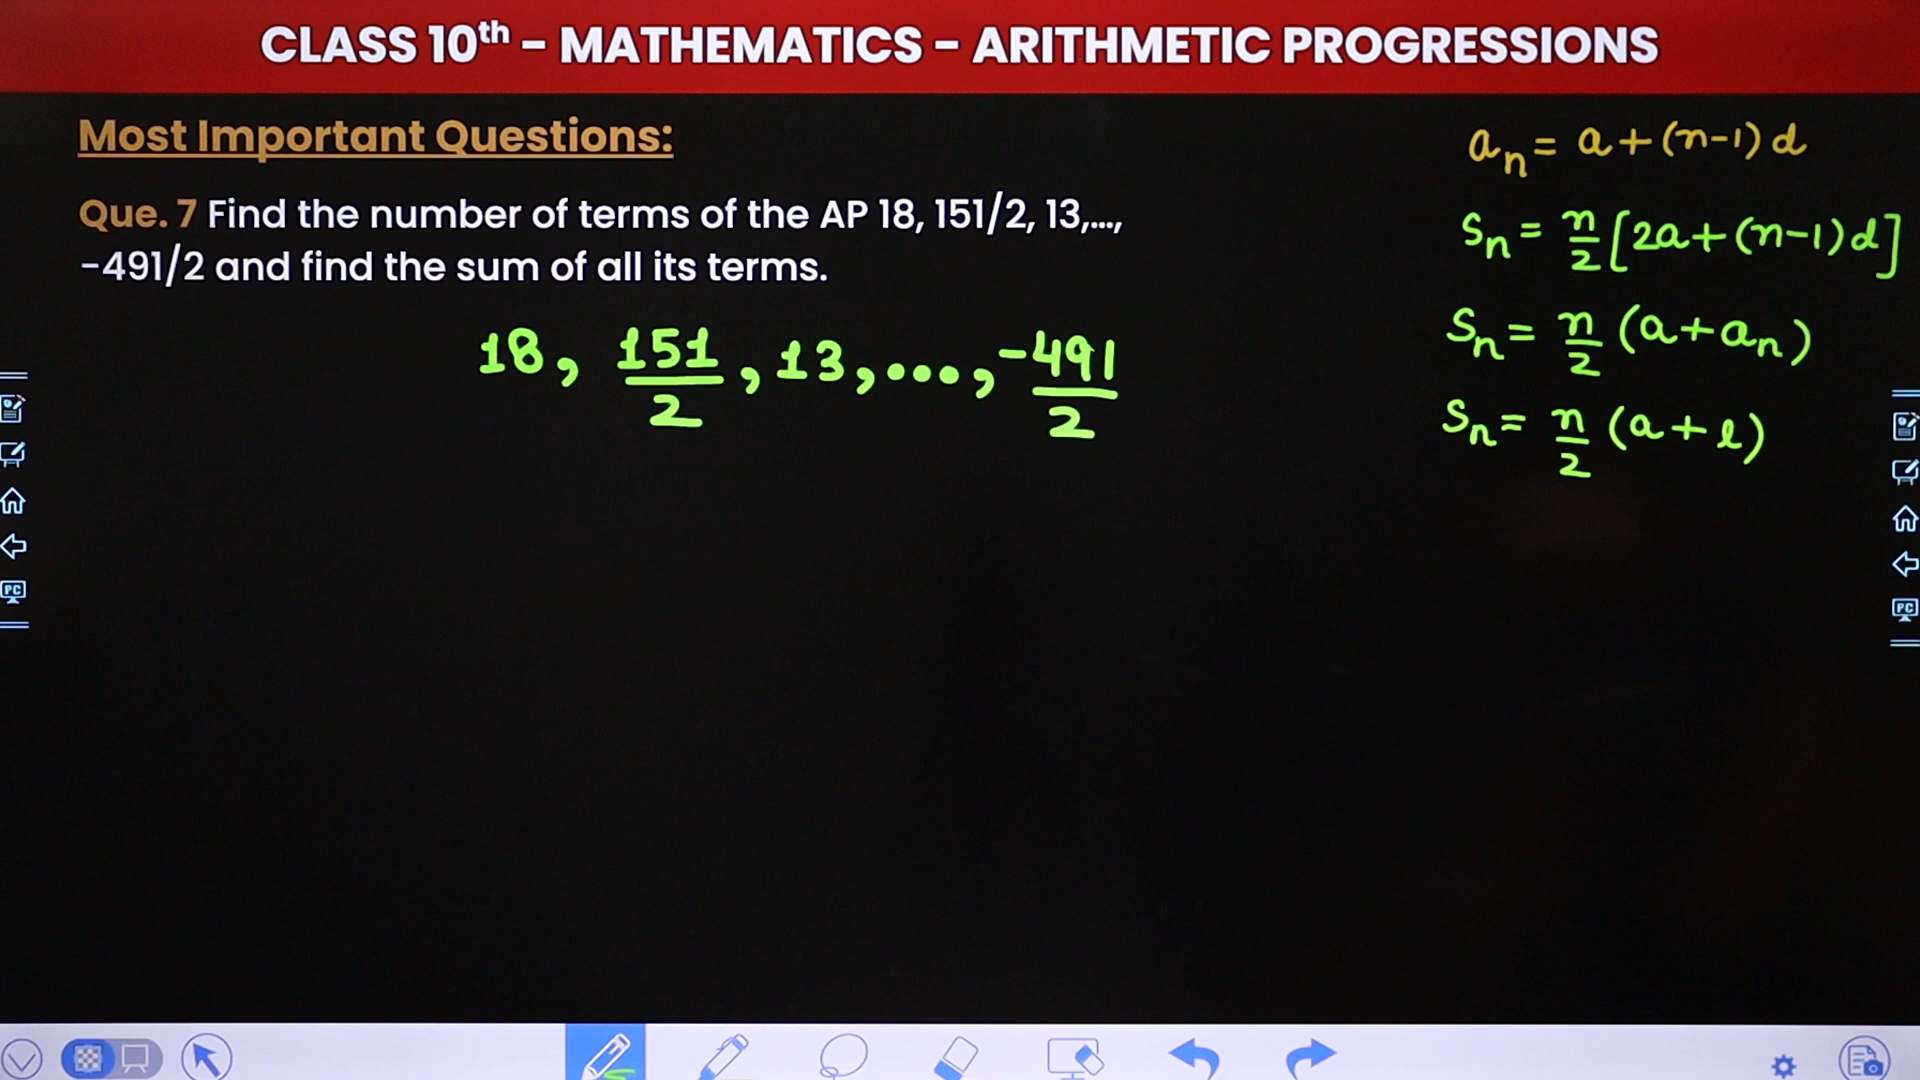 CLASS 10th - MATHEMATICS - ARITHMETIC PROGRESSIONS
Most Important Questions:
Que. 7 Find the number of terms of the AP 18, 151/2, 13,...,
-491/2 and find the sum of all its terms.
18, 151/2, 13, ..., -491/2
an = a + (n-1) d
Sn = n/2 [2a + (n-1) d]
Sn = n/2 (a + an)
Sn = n/2 (a + l)
PC
PC